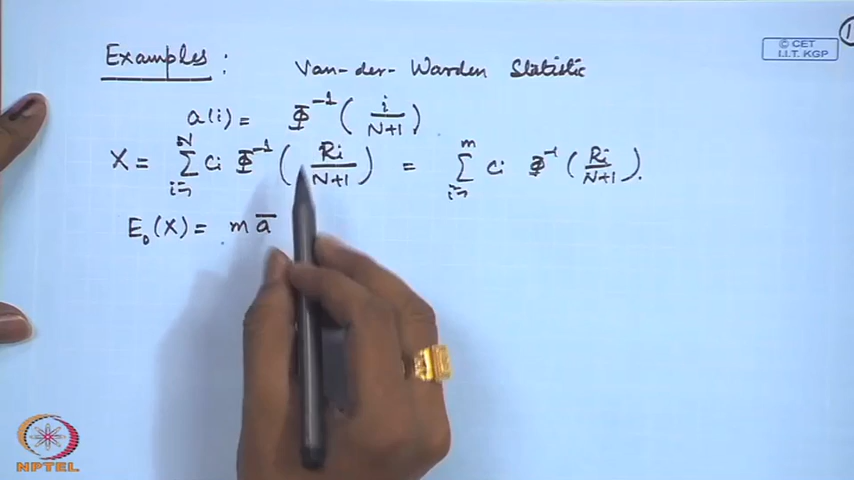 Examples : Van-der-Warden Statistic
© CET
I.I.T. KGP
a(i) = Φ⁻¹ ( i / N+1 )
X = Σ_{i=1}^{N} Ci Φ⁻¹ ( Ri / N+1 ) = Σ_{i=1}^{m} Ci Φ⁻¹ ( Ri / N+1 ).
E₀(X) = m a̅
NPTEL